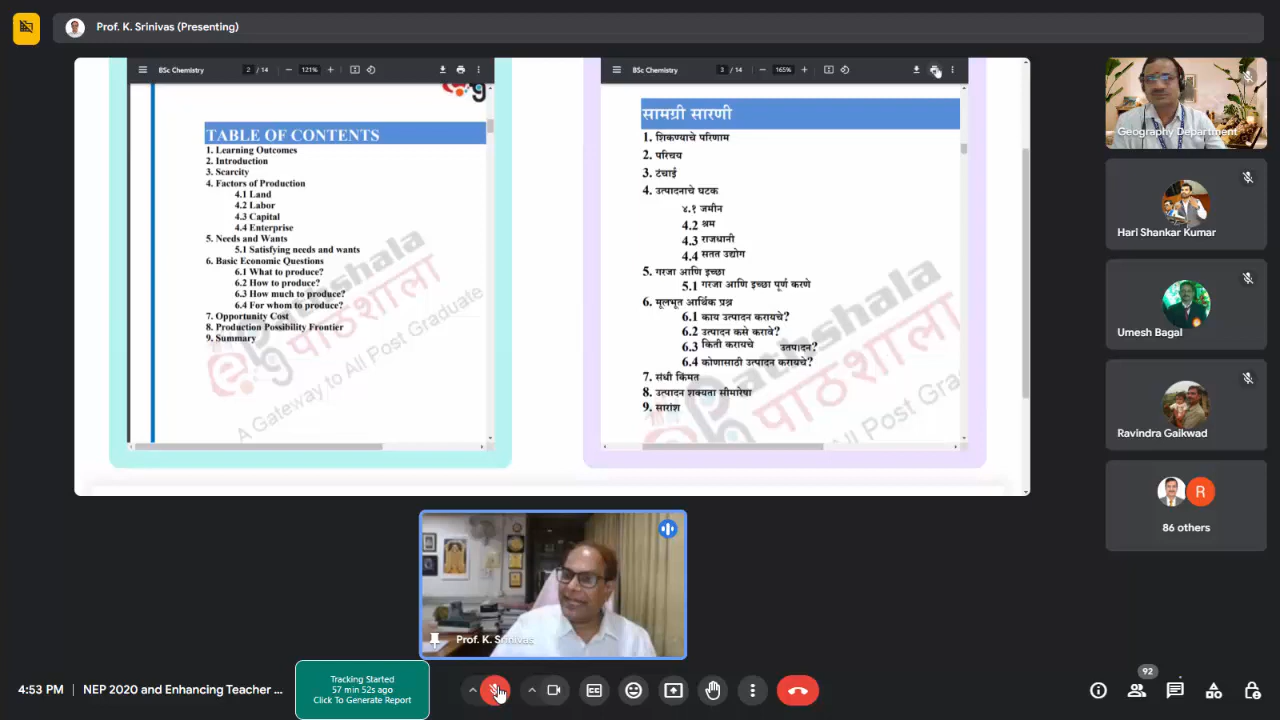 Prof. K. Srinivas (Presenting)
BSc Chemistry
2 / 14
121%
TABLE OF CONTENTS
1. Learning Outcomes
2. Introduction
3. Scarcity
4. Factors of Production
4.1 Land
4.2 Labor
4.3 Capital
4.4 Enterprise
5. Needs and Wants
5.1 Satisfying needs and wants
6. Basic Economic Questions
6.1 What to produce?
6.2 How to produce?
6.3 How much to produce?
6.4 For whom to produce?
7. Opportunity Cost
8. Production Possibility Frontier
9. Summary
pathshala
पाठशाला
A Gateway to All Post Graduate
BSc Chemistry
3 / 14
165%
सामग्री सारणी
1. शिकण्याचे परिणाम
2. परिचय
3. टंचाई
4. उत्पादनाचे घटक
४.१ जमीन
4.2 श्रम
4.3 राजधानी
4.4 सतत उद्योग
5. गरजा आणि इच्छा
5.1 गरजा आणि इच्छा पूर्ण करणे
6. मूलभूत आर्थिक प्रश्न
6.1 काय उत्पादन करायचे?
6.2 उत्पादन कसे करावे?
6.3 किती करायचे उतपादन?
6.4 कोणासाठी उत्पादन करायचे?
7. संधी किंमत
8. उत्पादन शक्यता सीमारेषा
9. सारांश
pathshala
पाठशाला
All Post Gra
Geography Department
Hari Shankar Kumar
Umesh Bagal
Ravindra Gaikwad
R
86 others
Prof. K. Srinivas
4:53 PM | NEP 2020 and Enhancing Teacher ...
Tracking Started
57 min 52s ago
Click To Generate Report
92